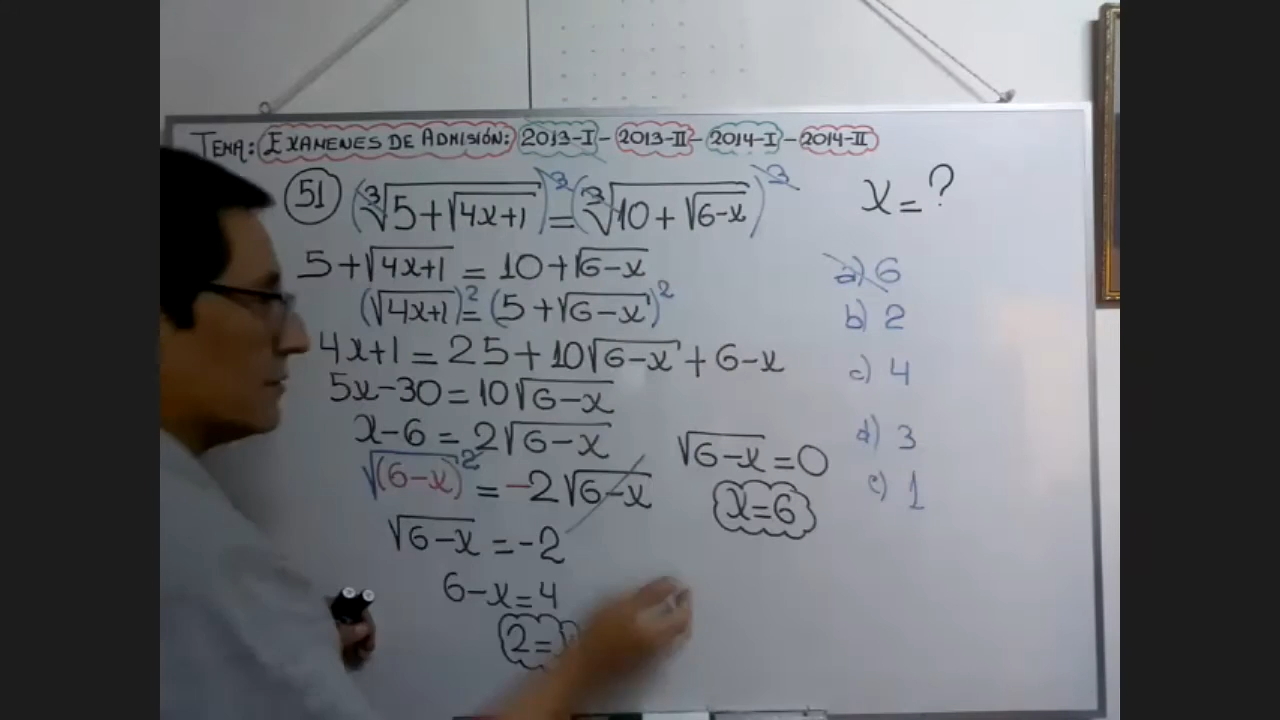 TEMA: EXAMENES DE ADMISIÓN: 2013-I - 2013-II - 2014-I - 2014-II
51 (∛(5+√(4x+1)))³ = (∛(10+√(6-x)))³ x=?
5+√(4x+1) = 10+√(6-x) a) 6
(√(4x+1))² = (5+√(6-x))² b) 2
4x+1 = 25+10√(6-x) + 6-x c) 4
5x-30 = 10√(6-x)
x-6 = 2√(6-x) √(6-x) = 0 d) 3
√(6-x)² = -2√(6-x) x=6 e) 1
√(6-x) = -2
6-x=4
2=